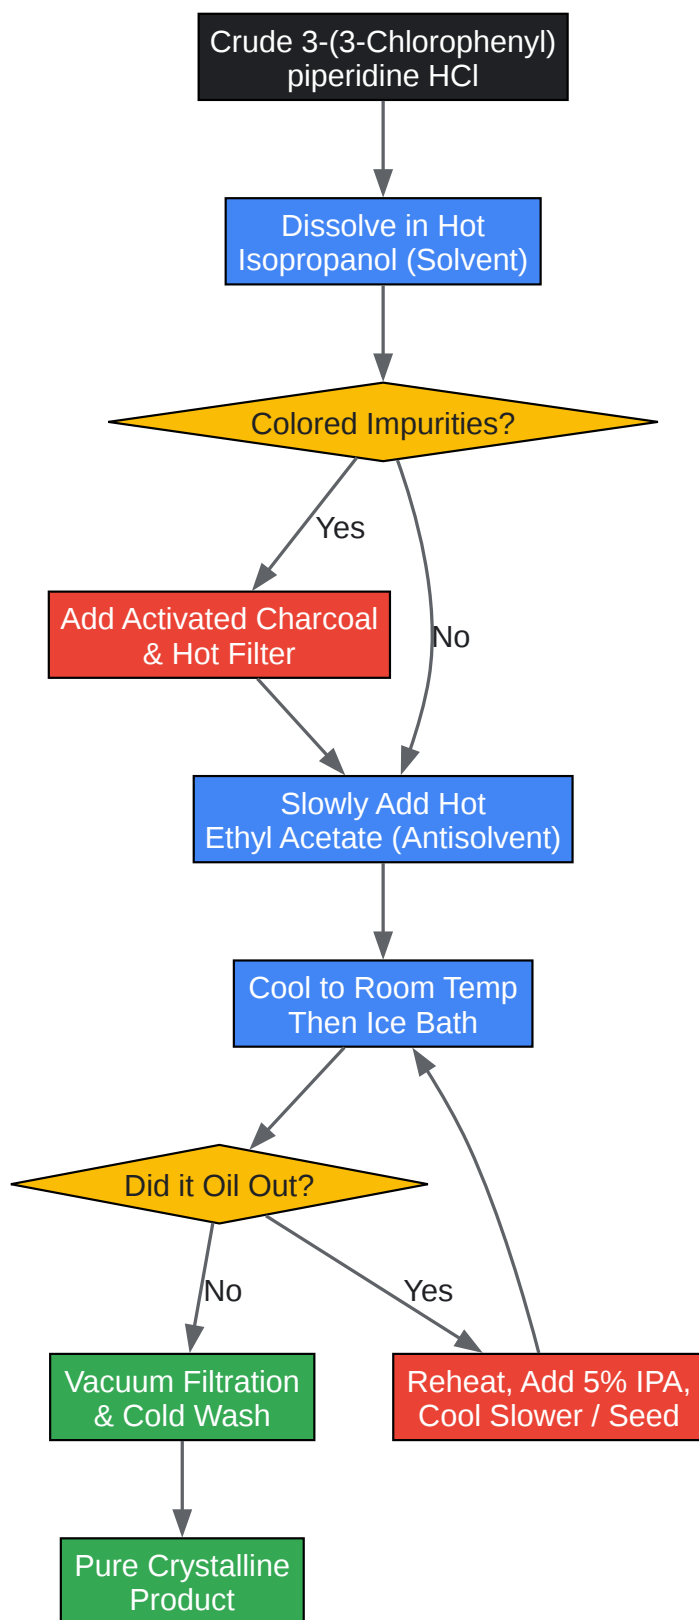 Crude 3-(3-Chlorophenyl)
piperidine HCl
Dissolve in Hot
Isopropanol (Solvent)
Colored Impurities?
Yes
Add Activated Charcoal
& Hot Filter
No
Slowly Add Hot
Ethyl Acetate (Antisolvent)
Cool to Room Temp
Then Ice Bath
Did it Oil Out?
No
Yes
Vacuum Filtration
& Cold Wash
Reheat, Add 5% IPA,
Cool Slower / Seed
Pure Crystalline
Product